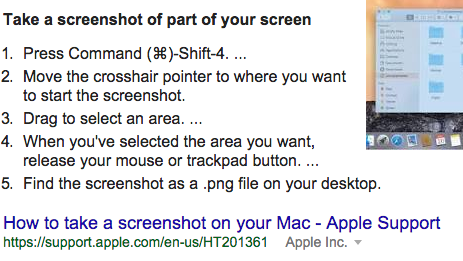 Take a screenshot of part of your screen
1. Press Command (⌘)-Shift-4. ...
2. Move the crosshair pointer to where you want
to start the screenshot.
3. Drag to select an area. ...
4. When you've selected the area you want,
release your mouse or trackpad button. ...
5. Find the screenshot as a .png file on your desktop.
How to take a screenshot on your Mac - Apple Support
https://support.apple.com/en-us/HT201361 Apple Inc.